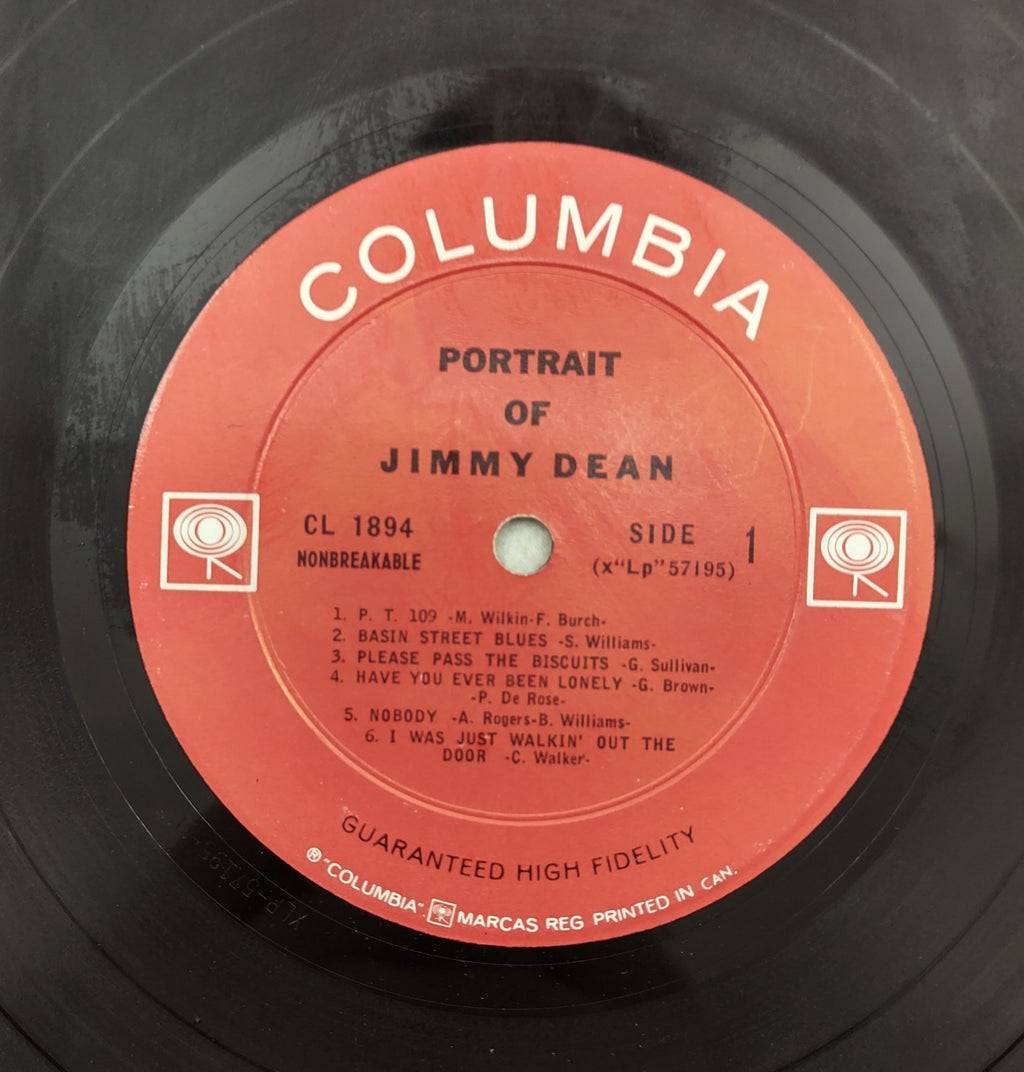 COLUMBIA
PORTRAIT
OF
JIMMY DEAN
CL 1894
NONBREAKABLE
SIDE 1
(x"Lp"57195)
1. P. T. 109 -M. Wilkin-F. Burch-
2. BASIN STREET BLUES -S. Williams-
3. PLEASE PASS THE BISCUITS -G. Sullivan-
4. HAVE YOU EVER BEEN LONELY -G. Brown-
-P. De Rose-
5. NOBODY -A. Rogers-B. Williams-
6. I WAS JUST WALKIN' OUT THE
DOOR -C. Walker-
GUARANTEED HIGH FIDELITY
® "COLUMBIA", MARCAS REG PRINTED IN CAN.